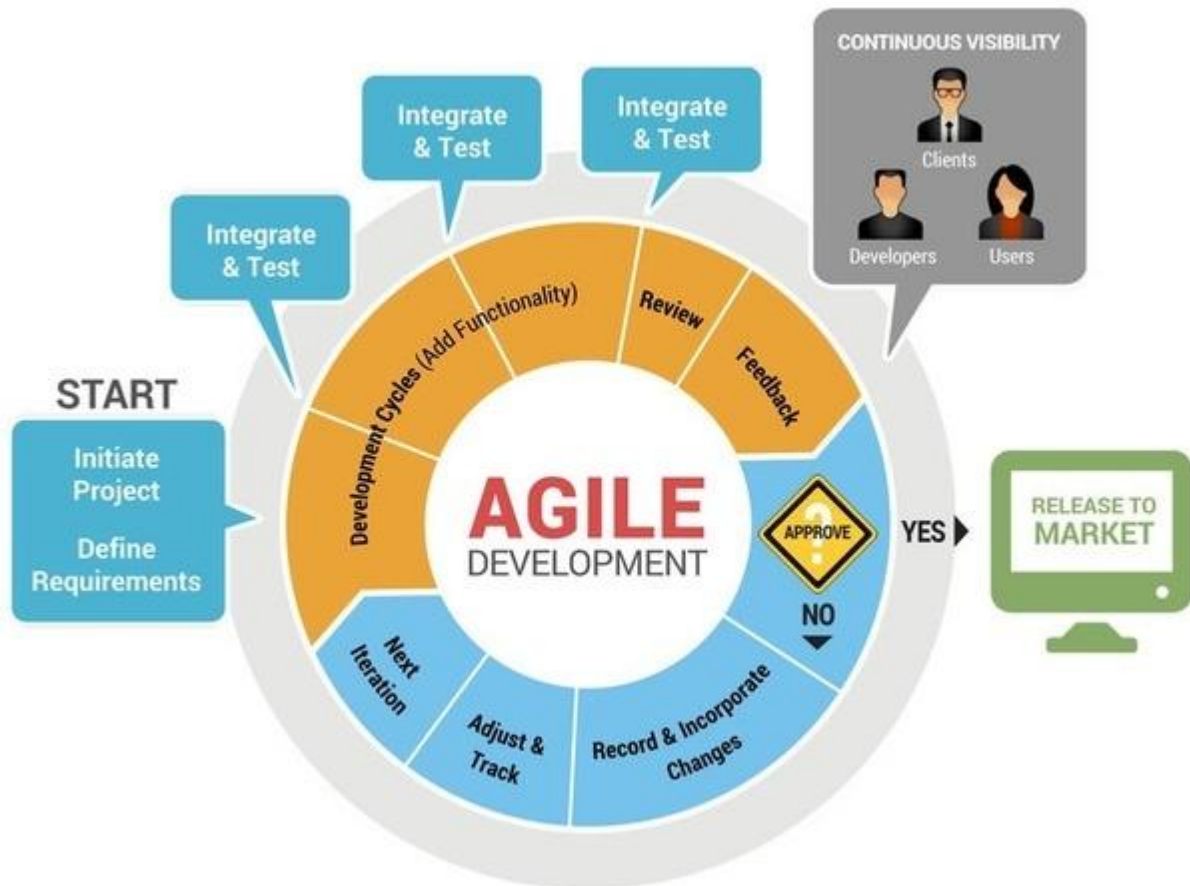 START
Initiate
Project
Define
Requirements
Integrate
& Test
Integrate
& Test
Integrate
& Test
CONTINUOUS VISIBILITY
Clients
Developers
Users
Development Cycles (Add Functionality)
Review
Feedback
?
APPROVE
YES
NO
RELEASE TO
MARKET
Record & Incorporate
Changes
Adjust &
Track
Next
Iteration
AGILE
DEVELOPMENT